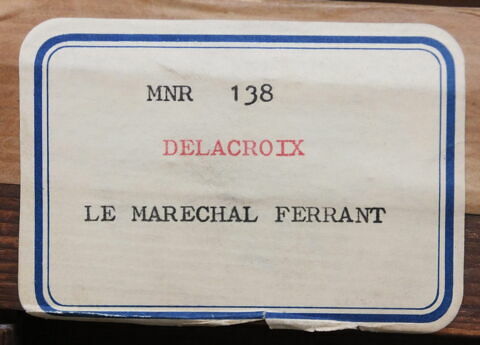 MNR 138
DELACROIX
LE MARECHAL FERRANT